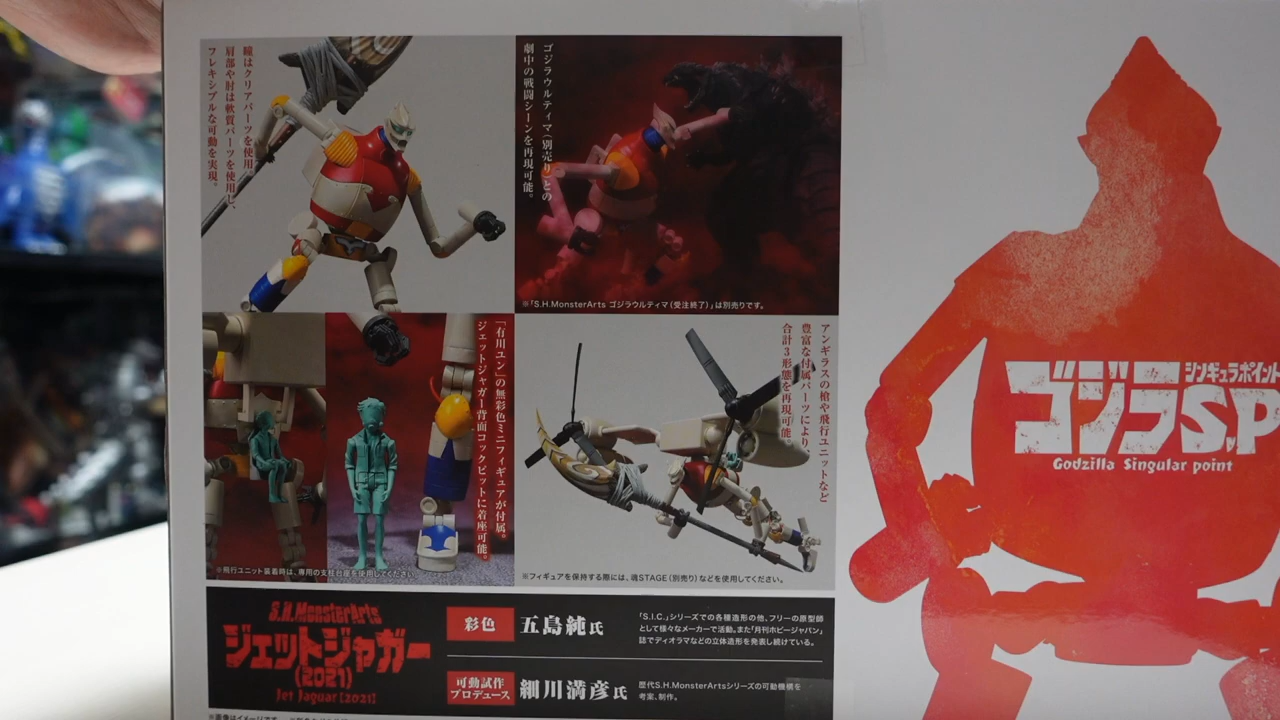 瞳はクリアパーツを使用。
肩部や肘は軟質パーツを使用し、
フレキシブルな可動を実現。
ゴジラウルティマ(別売り)との
劇中の戦闘シーンを再現可能。
※「S.H.MonsterArts ゴジラウルティマ(受注終了)」は別売りです。
「有川ユン」の無彩色ミニフィギュアが付属。
ジェットジャガー背面コックピットに着座可能。
※飛行ユニット装着時は、専用の支柱台座を使用してください
アンギラスの槍や飛行ユニットなど
豊富な付属パーツにより、
合計3形態を再現可能。
※フィギュアを保持する際には、魂STAGE(別売り)などを使用してください。
S.H.MonsterArts
ジェットジャガー
(2021)
Jet Jaguar [2021]
彩色
五島純氏
「S.I.C.」シリーズでの各種造形の他、フリーの原型師
として様々なメーカーで活動。また「月刊ホビージャパン」
誌でディオラマなどの立体造形を発表し続けている。
可動試作
プロデュース
細川満彦氏
歴代S.H.MonsterArtsシリーズの可動機構を
考案、制作。
ゴジラ
シンギュラポイント
S.P
Godzilla Singular point